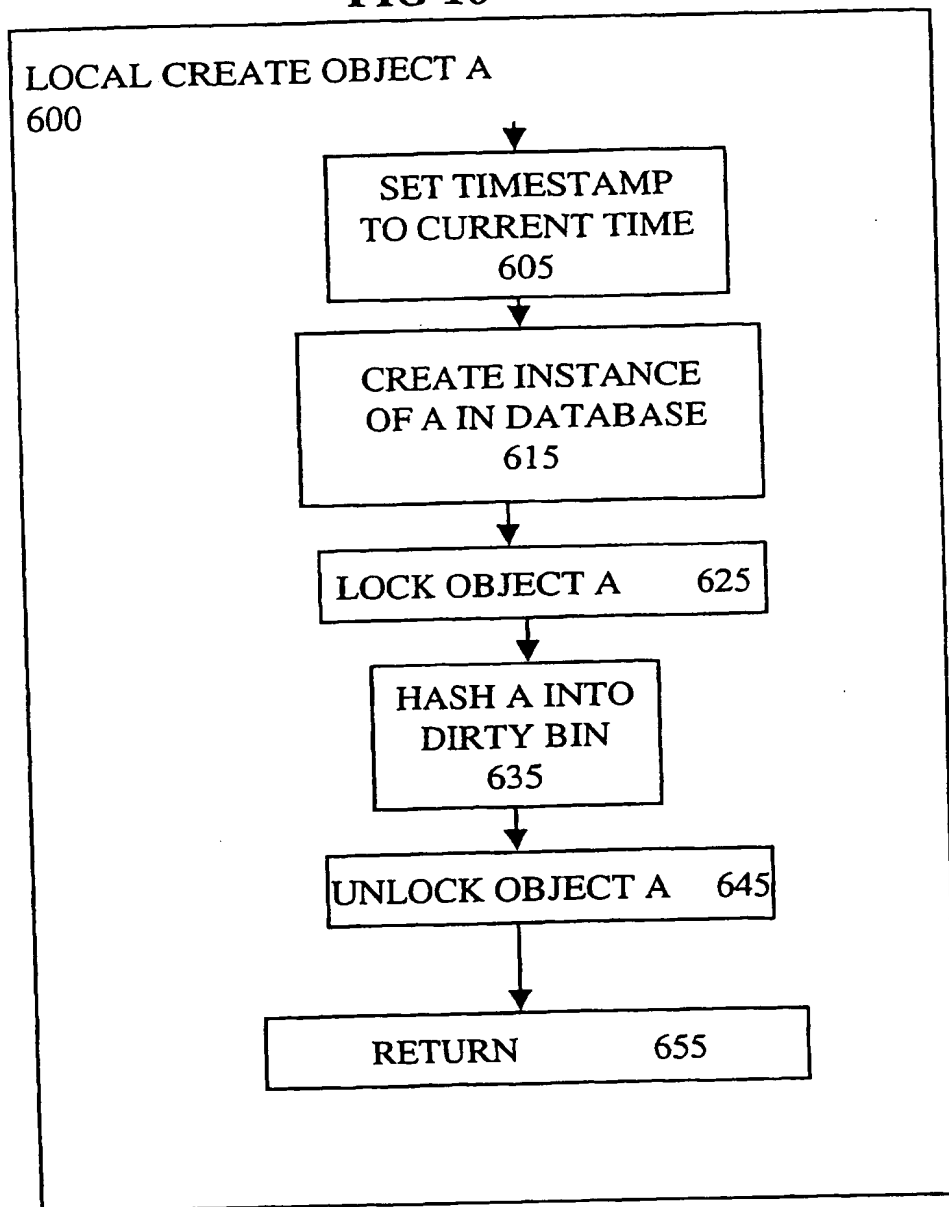 LOCAL CREATE OBJECT A
600
SET TIMESTAMP
TO CURRENT TIME
605
CREATE INSTANCE
OF A IN DATABASE
615
LOCK OBJECT A 625
HASH A INTO
DIRTY BIN
635
UNLOCK OBJECT A 645
RETURN 655